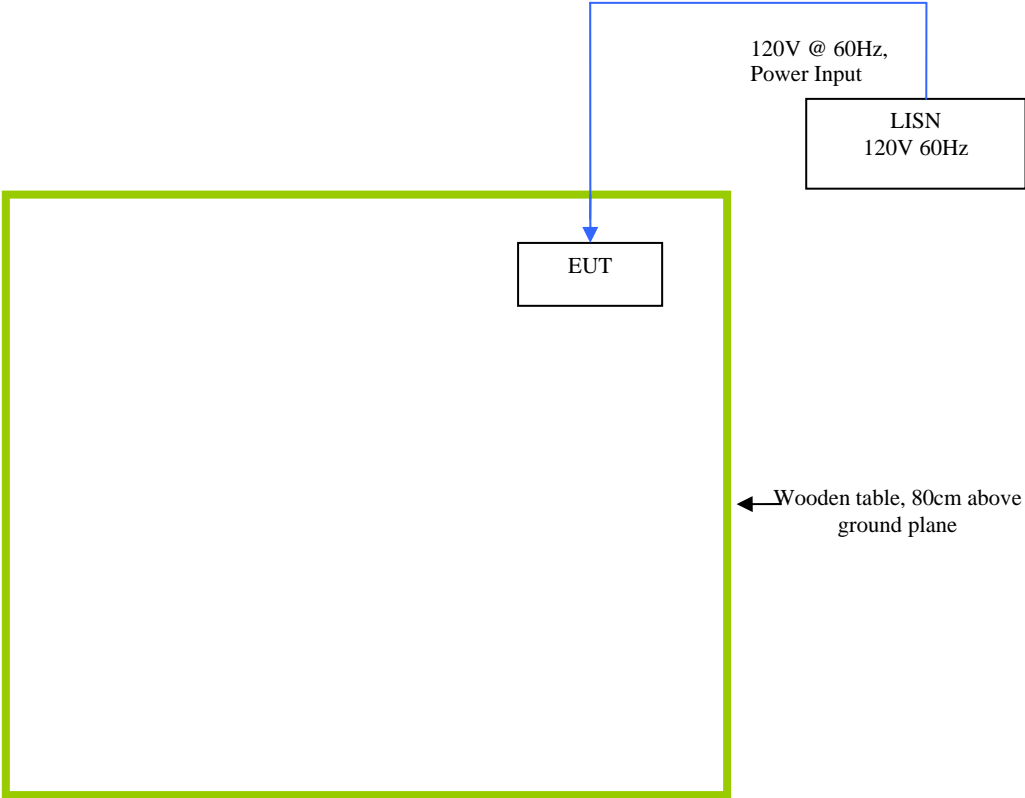 120V @ 60Hz,
Power Input
LISN
120V 60Hz
EUT
Wooden table, 80cm above
ground plane